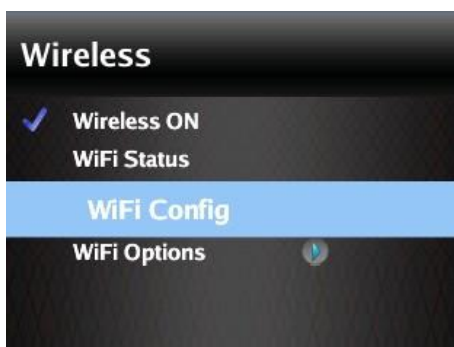 Wireless
Wireless ON
WiFi Status
WiFi Config
WiFi Options